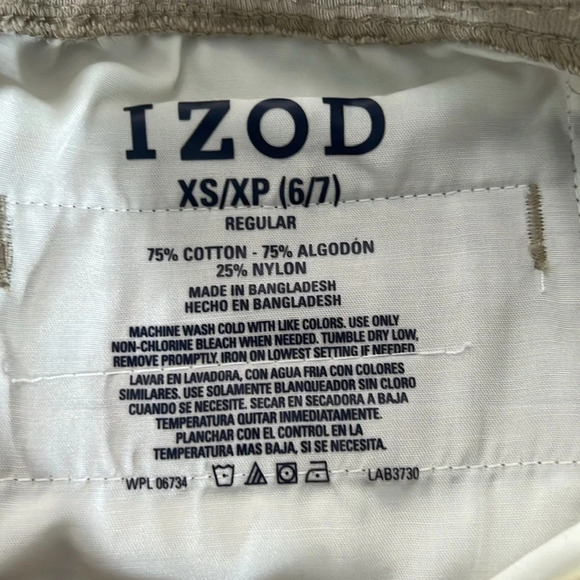 IZOD
XS/XP (6/7)
REGULAR
75% COTTON - 75% ALGODÓN
25% NYLON
MADE IN BANGLADESH
HECHO EN BANGLADESH
MACHINE WASH COLD WITH LIKE COLORS. USE ONLY
NON-CHLORINE BLEACH WHEN NEEDED. TUMBLE DRY LOW,
REMOVE PROMPTLY, IRON ON LOWEST SETTING IF NEEDED
LAVAR EN LAVADORA, CON AGUA FRIA CON COLORES
SIMILARES. USE SOLAMENTE BLANQUEADOR SIN CLORO
CUANDO SE NECESITE. SECAR EN SECADORA A BAJA
TEMPERATURA QUITAR INMEDIATAMENTE.
PLANCHAR CON EL CONTROL EN LA
TEMPERATURA MAS BAJA, SI SE NECESITA.
WPL 06734 LAB3730